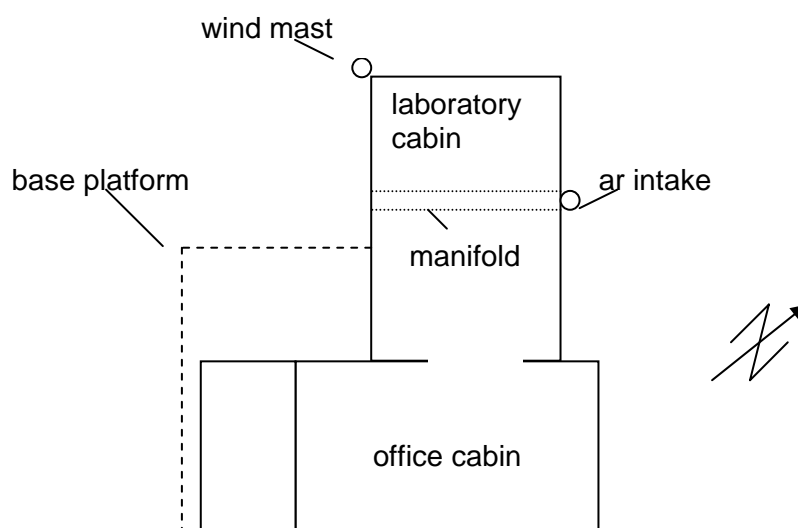 wind mast
laboratory
cabin
base platform
ar intake
manifold
office cabin